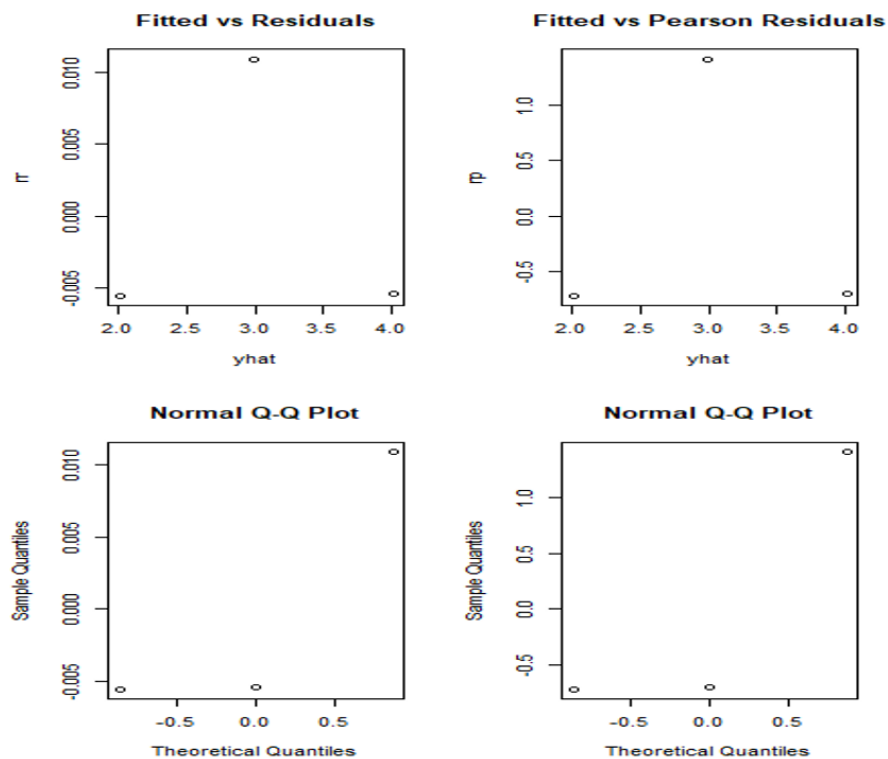 Fitted vs Residuals
rr
0.010
0.005
0.000
-0.005
2.0 2.5 3.0 3.5 4.0
yhat
Fitted vs Pearson Residuals
rp
1.0
0.5
0.0
-0.5
2.0 2.5 3.0 3.5 4.0
yhat
Normal Q-Q Plot
Sample Quantiles
0.010
0.005
0.000
-0.005
-0.5 0.0 0.5
Theoretical Quantiles
Normal Q-Q Plot
Sample Quantiles
1.0
0.5
0.0
-0.5
-0.5 0.0 0.5
Theoretical Quantiles